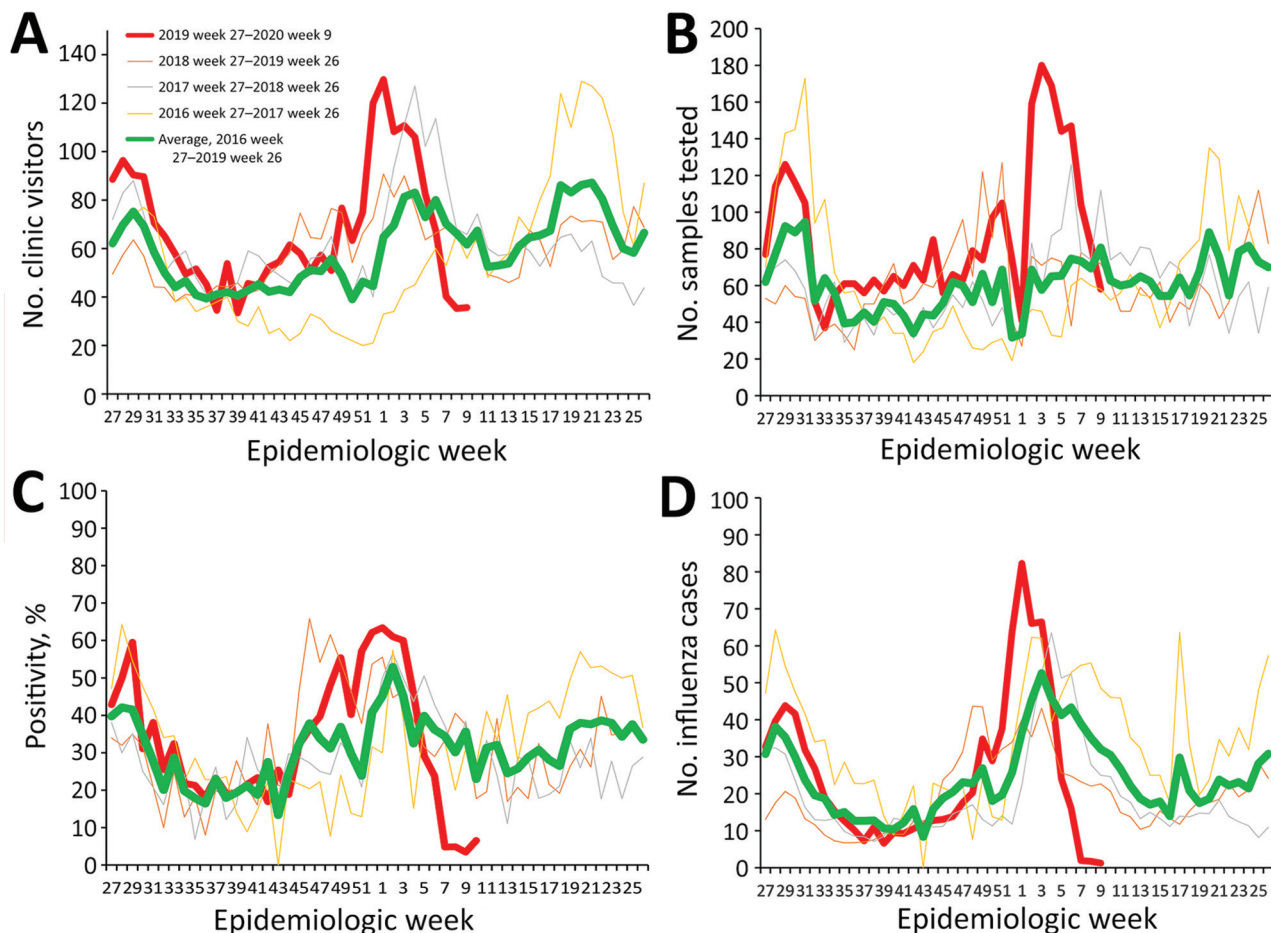 A
No. clinic visitors
140
120
100
80
60
40
20
0
2019 week 27–2020 week 9
2018 week 27–2019 week 26
2017 week 27–2018 week 26
2016 week 27–2017 week 26
Average, 2016 week
27–2019 week 26
27 29 31 33 35 37 39 41 43 45 47 49 51 1 3 5 7 9 11 13 15 17 19 21 23 25
Epidemiologic week
B
No. samples tested
200
180
160
140
120
100
80
60
40
20
0
27 29 31 33 35 37 39 41 43 45 47 49 51 1 3 5 7 9 11 13 15 17 19 21 23 25
Epidemiologic week
C
Positivity, %
100
90
80
70
60
50
40
30
20
10
0
27 29 31 33 35 37 39 41 43 45 47 49 51 1 3 5 7 9 11 13 15 17 19 21 23 25
Epidemiologic week
D
No. influenza cases
100
90
80
70
60
50
40
30
20
10
0
27 29 31 33 35 37 39 41 43 45 47 49 51 1 3 5 7 9 11 13 15 17 19 21 23 25
Epidemiologic week